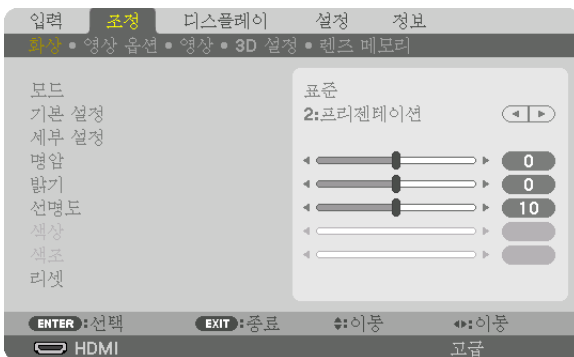 입력 조정 디스플레이 설정 정보
화상 • 영상 옵션 • 영상 • 3D 설정 • 렌즈 메모리
모드 표준
기본 설정 2:프리젠테이션
세부 설정
명암 0
밝기 0
선명도 10
색상
색조
리셋
ENTER :선택 EXIT :종료 :이동 :이동
HDMI 고급